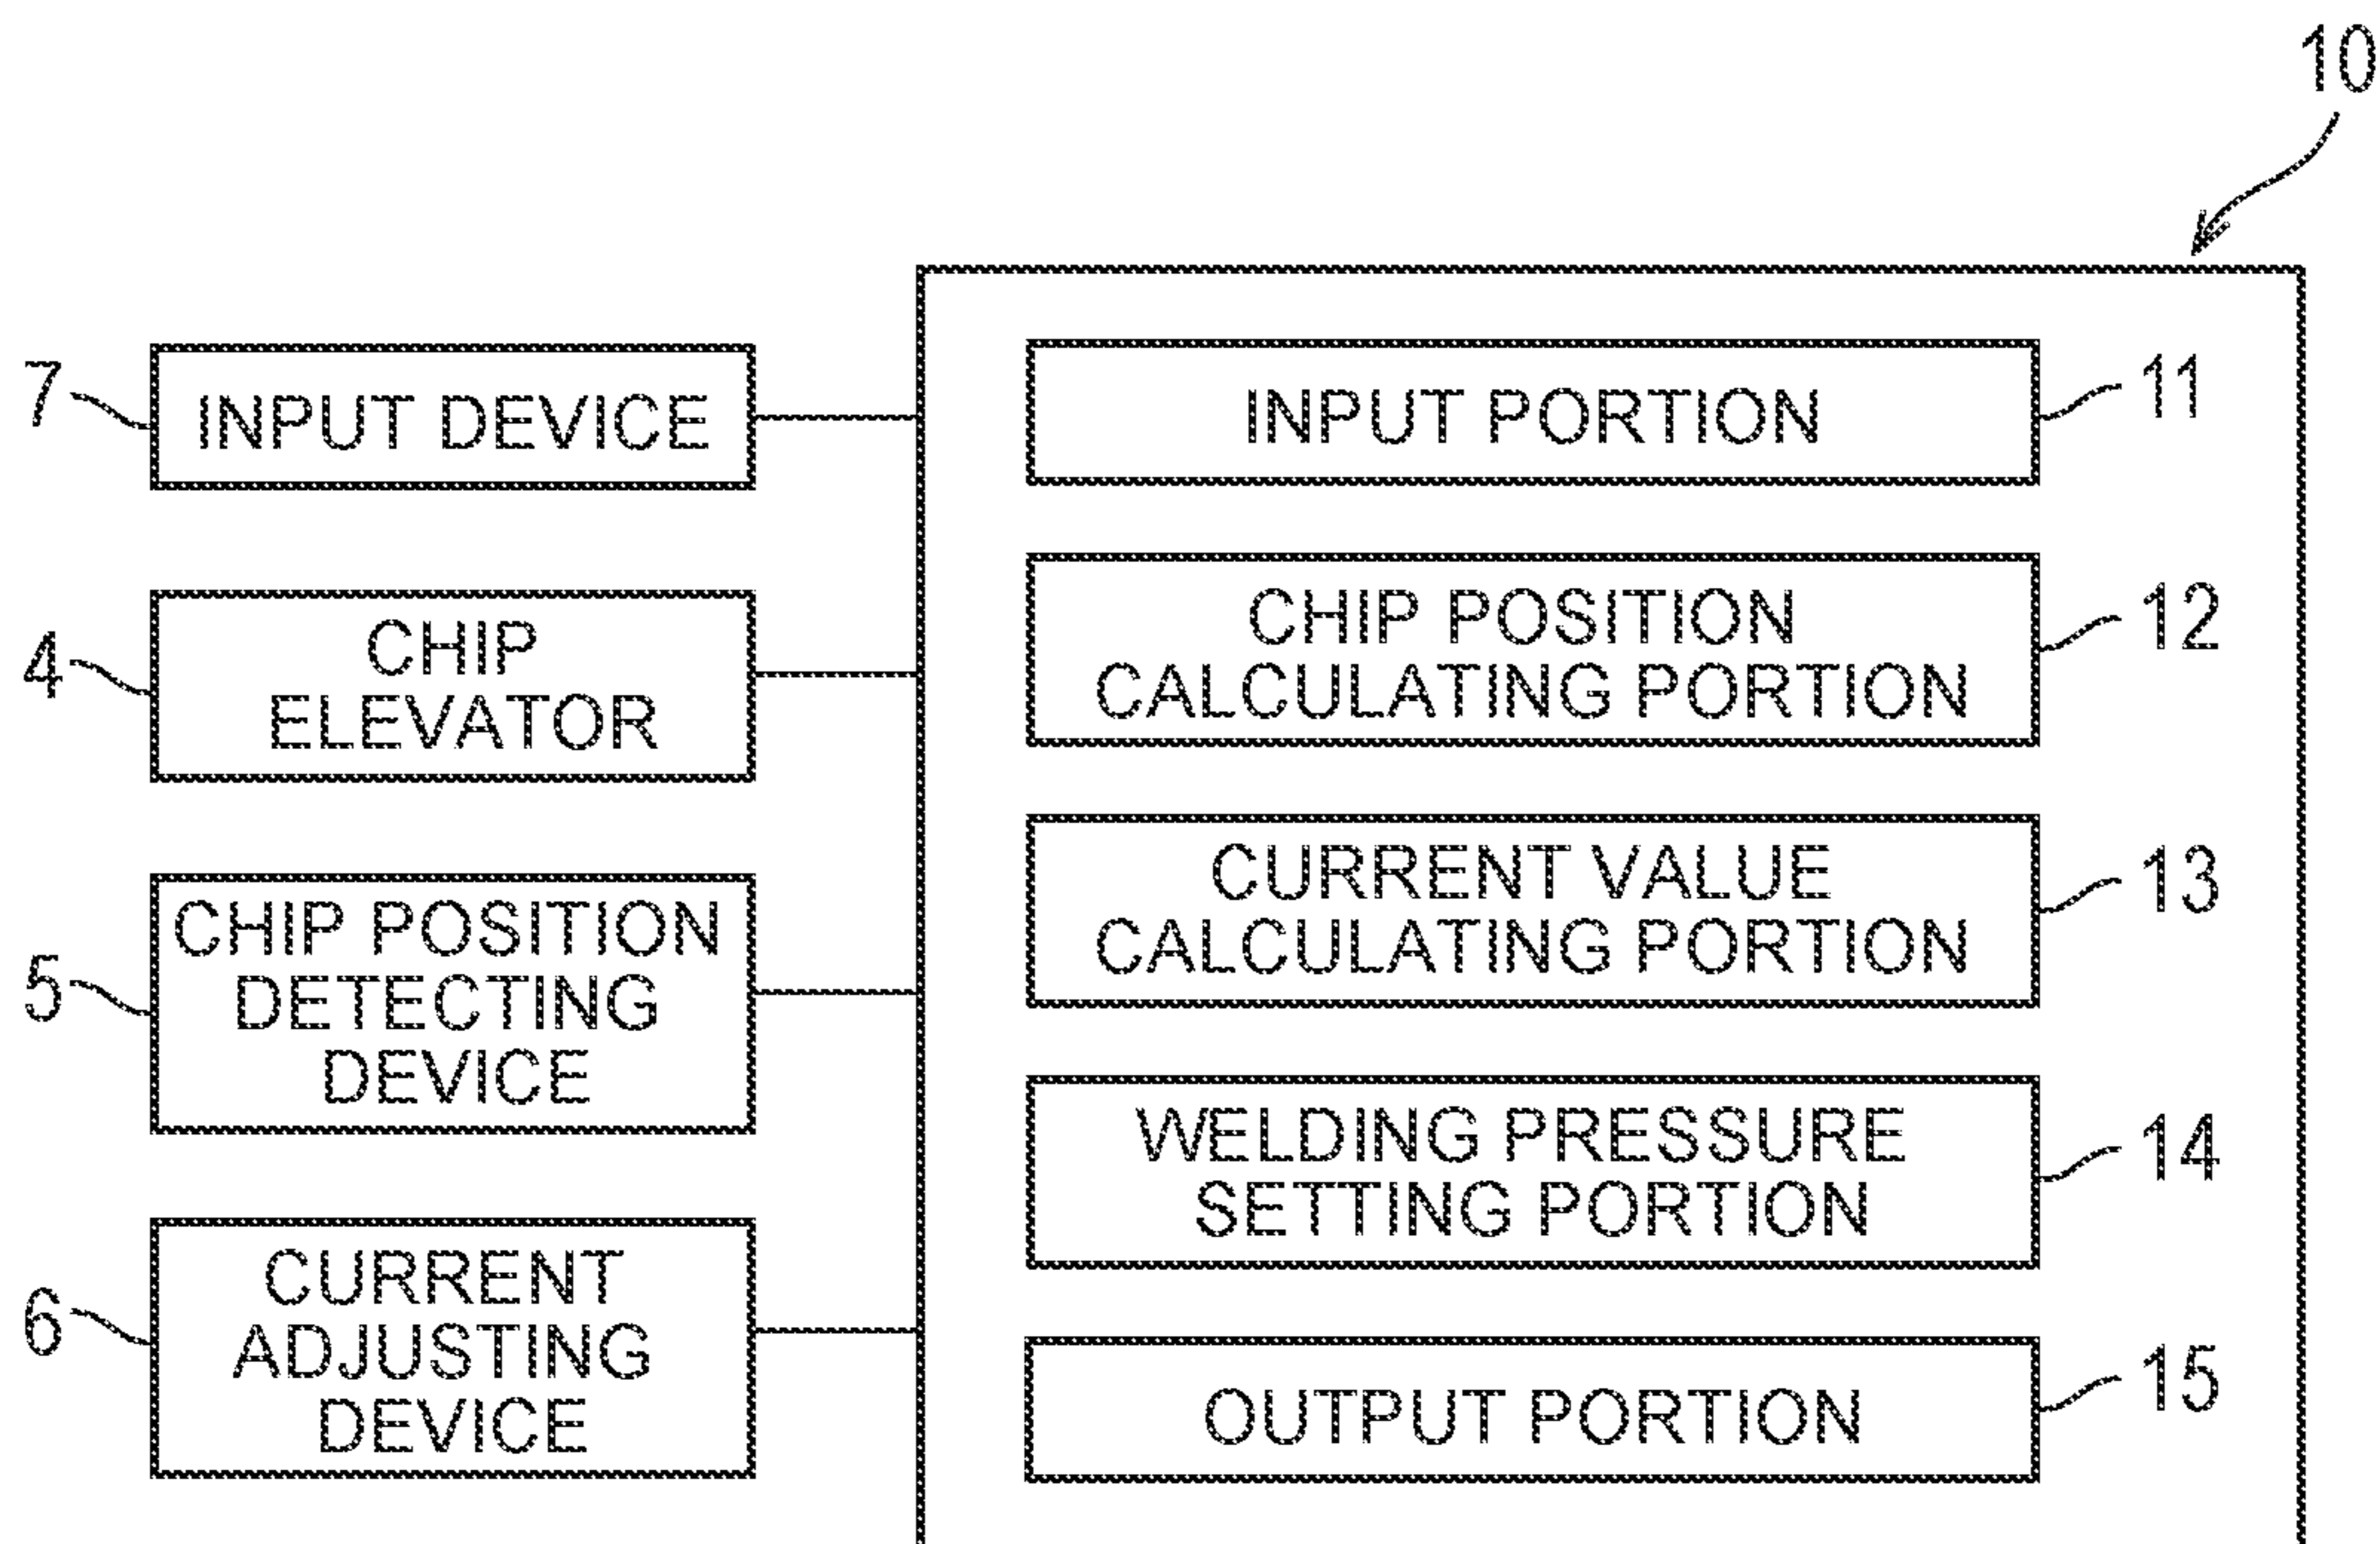 10
7
INPUT DEVICE
4
CHIP
ELEVATOR
5
CHIP POSITION
DETECTING
DEVICE
6
CURRENT
ADJUSTING
DEVICE
INPUT PORTION
11
CHIP POSITION
CALCULATING PORTION
12
CURRENT VALUE
CALCULATING PORTION
13
WELDING PRESSURE
SETTING PORTION
14
OUTPUT PORTION
15